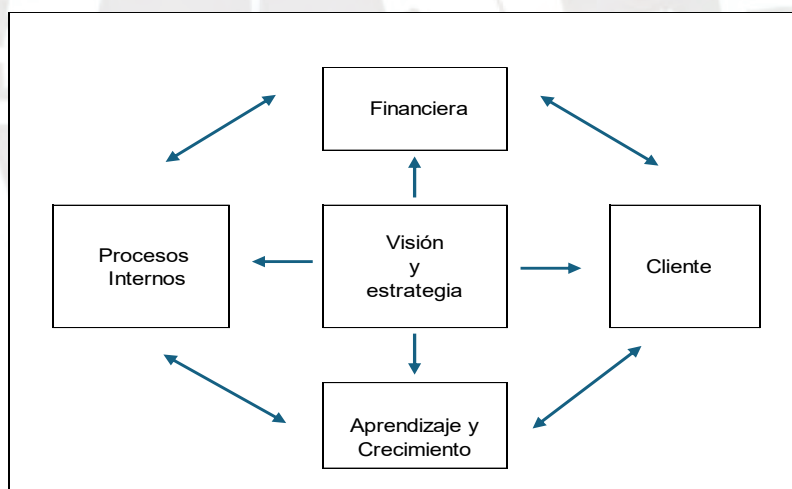 Financiera
Procesos
Internos
Visión
y
estrategia
Cliente
Aprendizaje y
Crecimiento